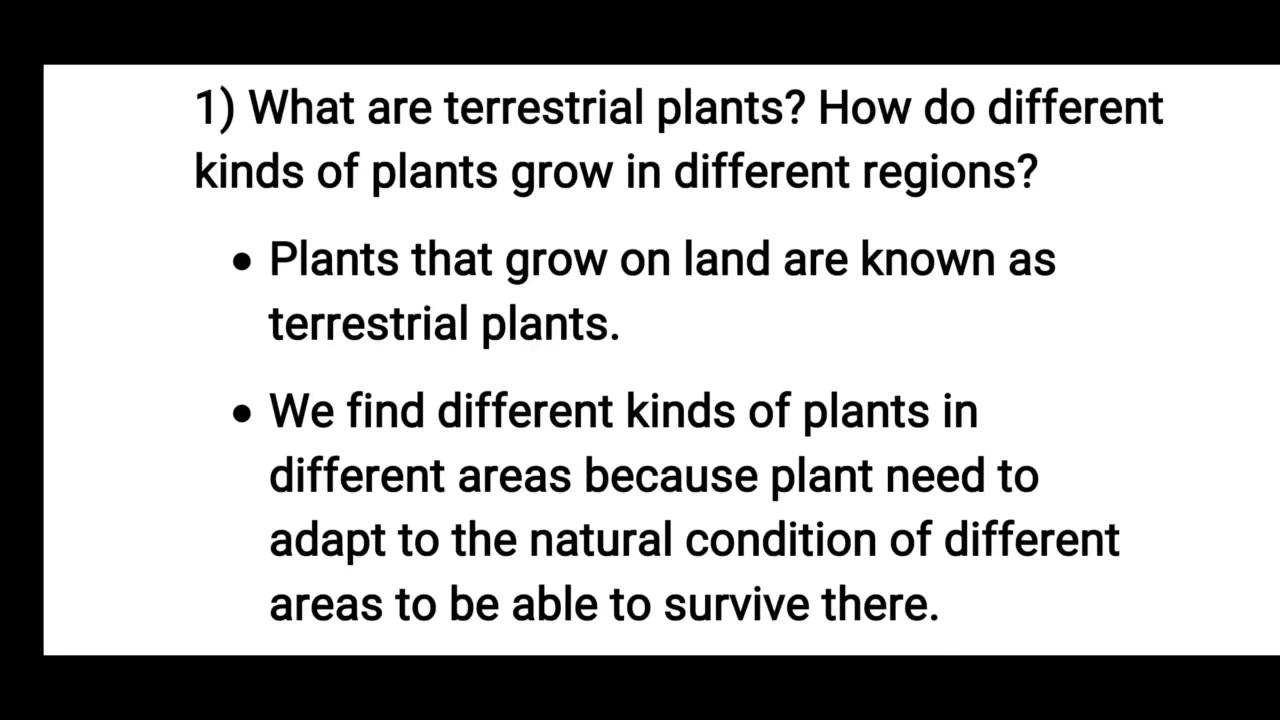 1) What are terrestrial plants? How do different
kinds of plants grow in different regions?
• Plants that grow on land are known as
terrestrial plants.
• We find different kinds of plants in
different areas because plant need to
adapt to the natural condition of different
areas to be able to survive there.